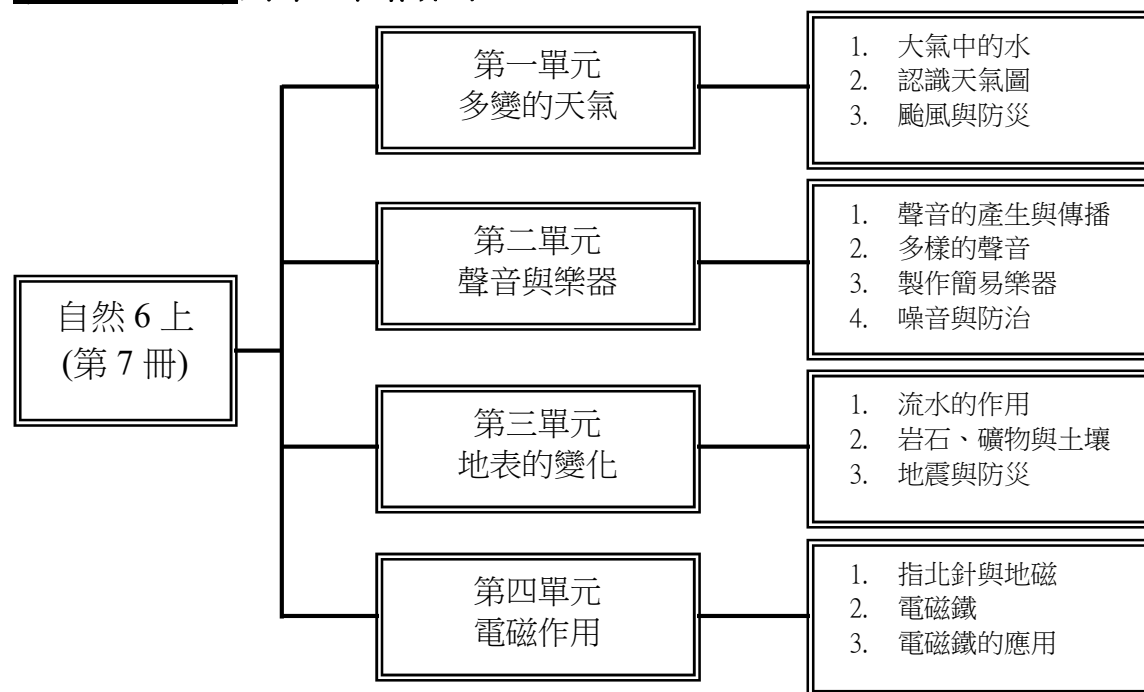 自然 6 上
(第 7 冊)
第一單元
多變的天氣
1. 大氣中的水
2. 認識天氣圖
3. 颱風與防災
第二單元
聲音與樂器
1. 聲音的產生與傳播
2. 多樣的聲音
3. 製作簡易樂器
4. 噪音與防治
第三單元
地表的變化
1. 流水的作用
2. 岩石、礦物與土壤
3. 地震與防災
第四單元
電磁作用
1. 指北針與地磁
2. 電磁鐵
3. 電磁鐵的應用